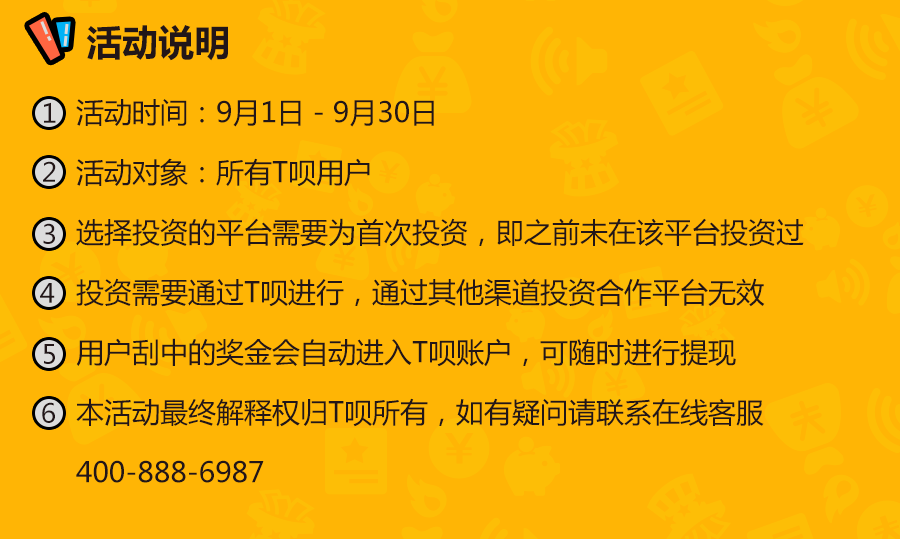 活动说明
1 活动时间：9月1日 - 9月30日
2 活动对象：所有T呗用户
3 选择投资的平台需要为首次投资，即之前未在该平台投资过
4 投资需要通过T呗进行，通过其他渠道投资合作平台无效
5 用户刮中的奖金会自动进入T呗账户，可随时进行提现
6 本活动最终解释权归T呗所有，如有疑问请联系在线客服
400-888-6987